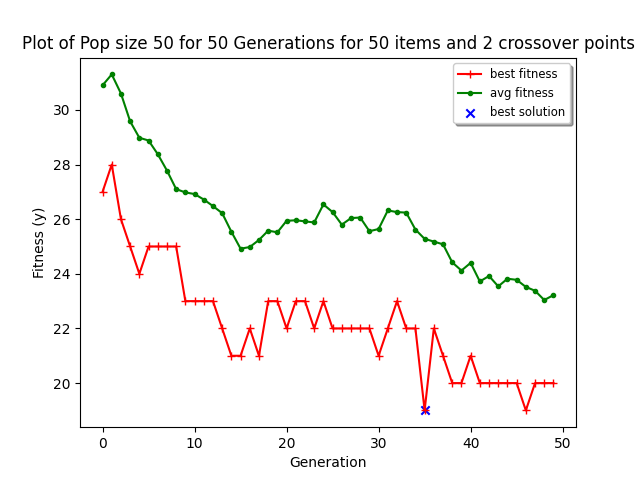 Plot of Pop size 50 for 50 Generations for 50 items and 2 crossover points
best fitness
avg fitness
best solution
Fitness (y)
30
28
26
24
22
20
0 10 20 30 40 50
Generation